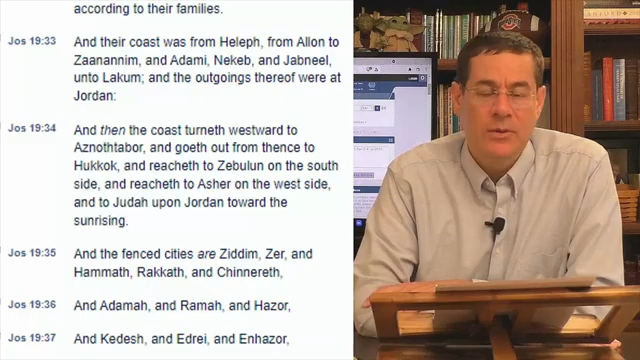 according to their families.
Jos 19:33 And their coast was from Heleph, from Allon to
Zaanannim, and Adami, Nekeb, and Jabneel,
unto Lakum; and the outgoings thereof were at
Jordan:
Jos 19:34 And then the coast turneth westward to
Aznothtabor, and goeth out from thence to
Hukkok, and reacheth to Zebulun on the south
side, and reacheth to Asher on the west side,
and to Judah upon Jordan toward the
sunrising.
Jos 19:35 And the fenced cities are Ziddim, Zer, and
Hammath, Rakkath, and Chinnereth,
Jos 19:36 And Adamah, and Ramah, and Hazor,
Jos 19:37 And Kedesh, and Edrei, and Enhazor,